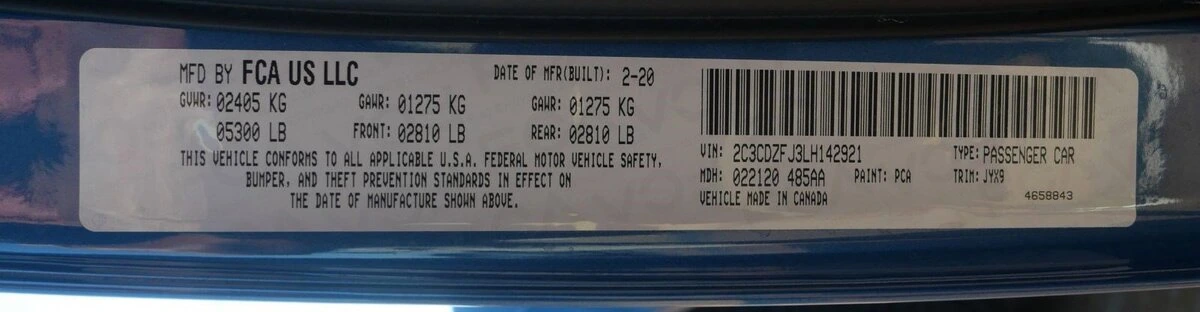 MFD BY FCA US LLC DATE OF MFR(BUILT): 2-20
GVWR: 02405 KG GAWR: 01275 KG GAWR: 01275 KG
05300 LB FRONT: 02810 LB REAR: 02810 LB
THIS VEHICLE CONFORMS TO ALL APPLICABLE U.S.A. FEDERAL MOTOR VEHICLE SAFETY,
BUMPER, AND THEFT PREVENTION STANDARDS IN EFFECT ON
THE DATE OF MANUFACTURE SHOWN ABOVE.
VIN: 2C3CDZFJ3LH142921 TYPE: PASSENGER CAR
MDH: 022120 485AA PAINT: PCA TRIM: JYX9
VEHICLE MADE IN CANADA 4658843